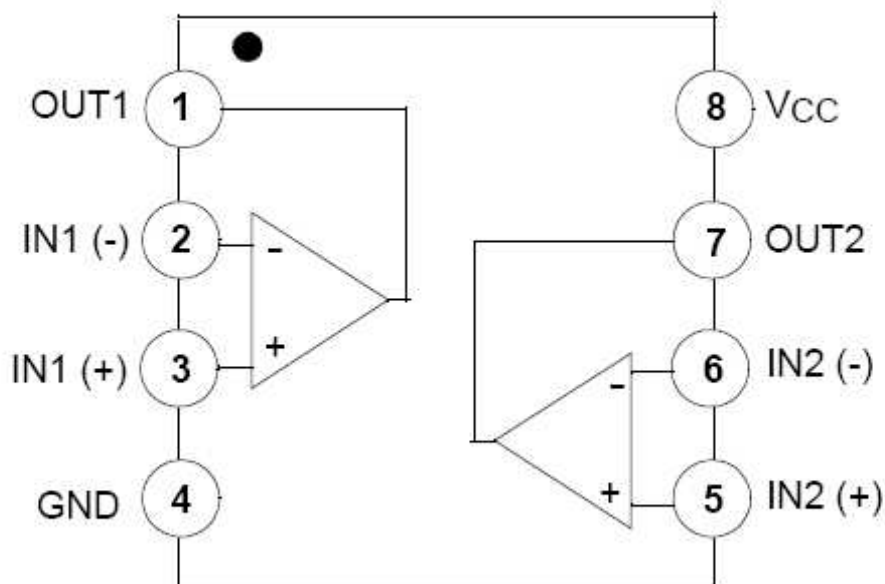 OUT1 1
8 VCC
IN1 (-) 2 -
7 OUT2
IN1 (+) 3 +
- 6 IN2 (-)
GND 4
+ 5 IN2 (+)